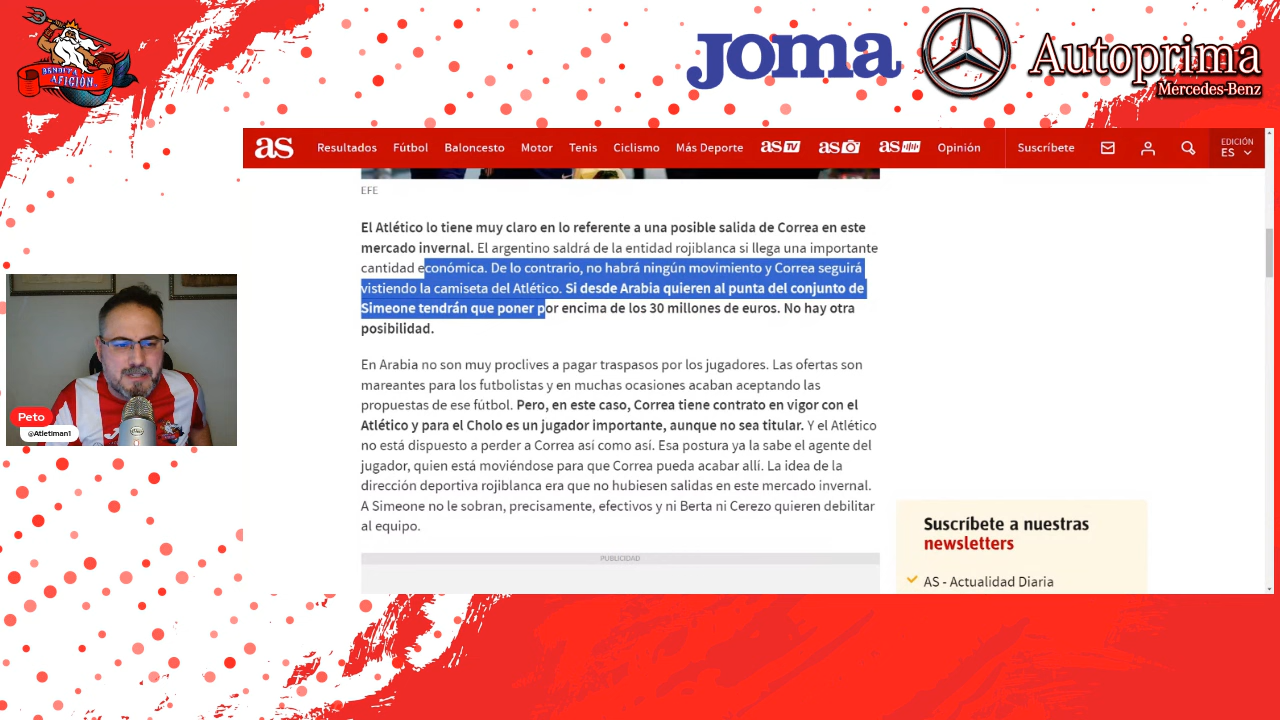 BENDITA
AFICIÓN
Joma
Autoprima
Mercedes-Benz
as
Resultados
Fútbol
Baloncesto
Motor
Tenis
Ciclismo
Más Deporte
as TV
as
as
Opinión
Suscríbete
EDICIÓN
ES
EFE
El Atlético lo tiene muy claro en lo referente a una posible salida de Correa en este
mercado invernal. El argentino saldrá de la entidad rojiblanca si llega una importante
cantidad económica. De lo contrario, no habrá ningún movimiento y Correa seguirá
vistiendo la camiseta del Atlético. Si desde Arabia quieren al punta del conjunto de
Simeone tendrán que poner por encima de los 30 millones de euros. No hay otra
posibilidad.
En Arabia no son muy proclives a pagar traspasos por los jugadores. Las ofertas son
mareantes para los futbolistas y en muchas ocasiones acaban aceptando las
propuestas de ese fútbol. Pero, en este caso, Correa tiene contrato en vigor con el
Atlético y para el Cholo es un jugador importante, aunque no sea titular. Y el Atlético
no está dispuesto a perder a Correa así como así. Esa postura ya la sabe el agente del
jugador, quien está moviéndose para que Correa pueda acabar allí. La idea de la
dirección deportiva rojiblanca era que no hubiesen salidas en este mercado invernal.
A Simeone no le sobran, precisamente, efectivos y ni Berta ni Cerezo quieren debilitar
al equipo.
PUBLICIDAD
Suscríbete a nuestras
newsletters
AS - Actualidad Diaria
Peto
@Atletiman1